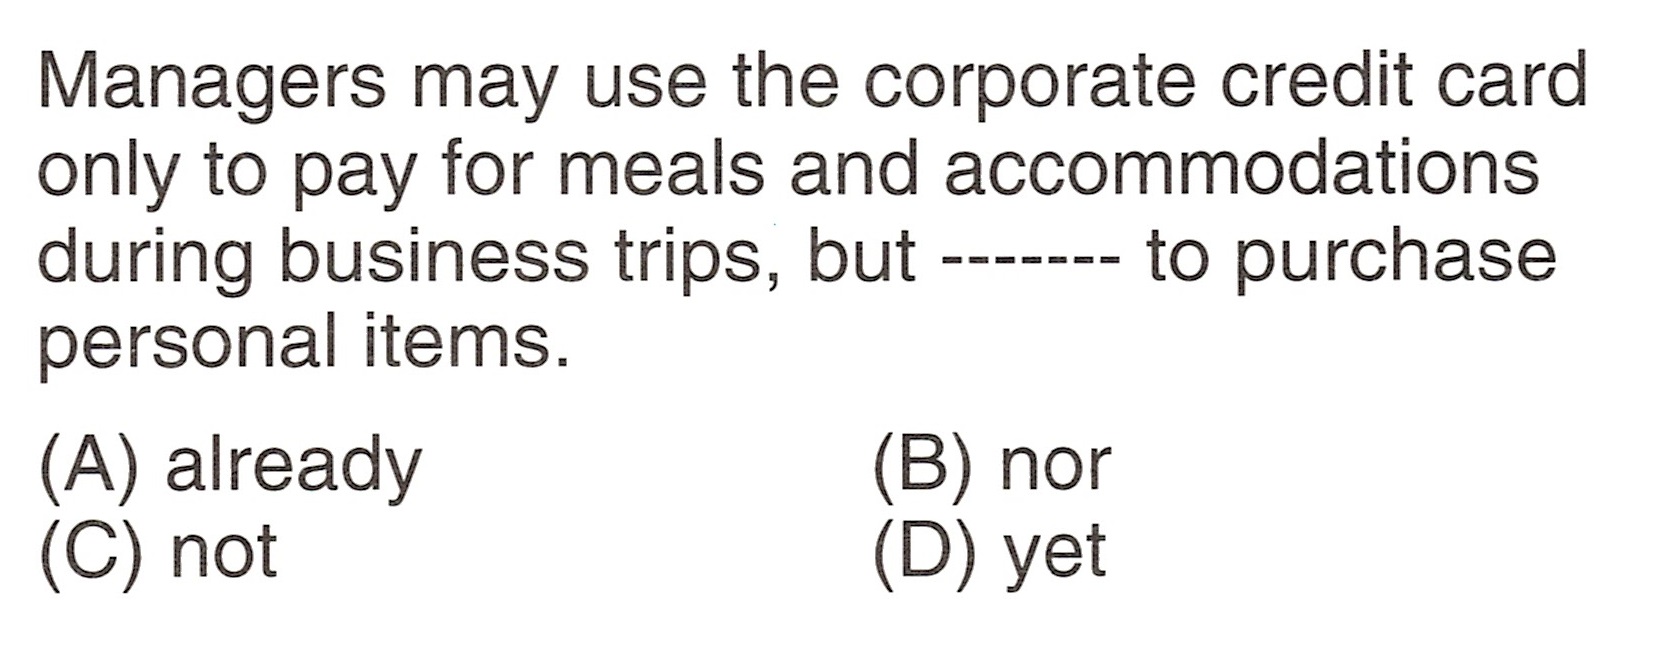 Managers may use the corporate credit card
only to pay for meals and accommodations
during business trips, but ------- to purchase
personal items.
(A) already (B) nor
(C) not (D) yet